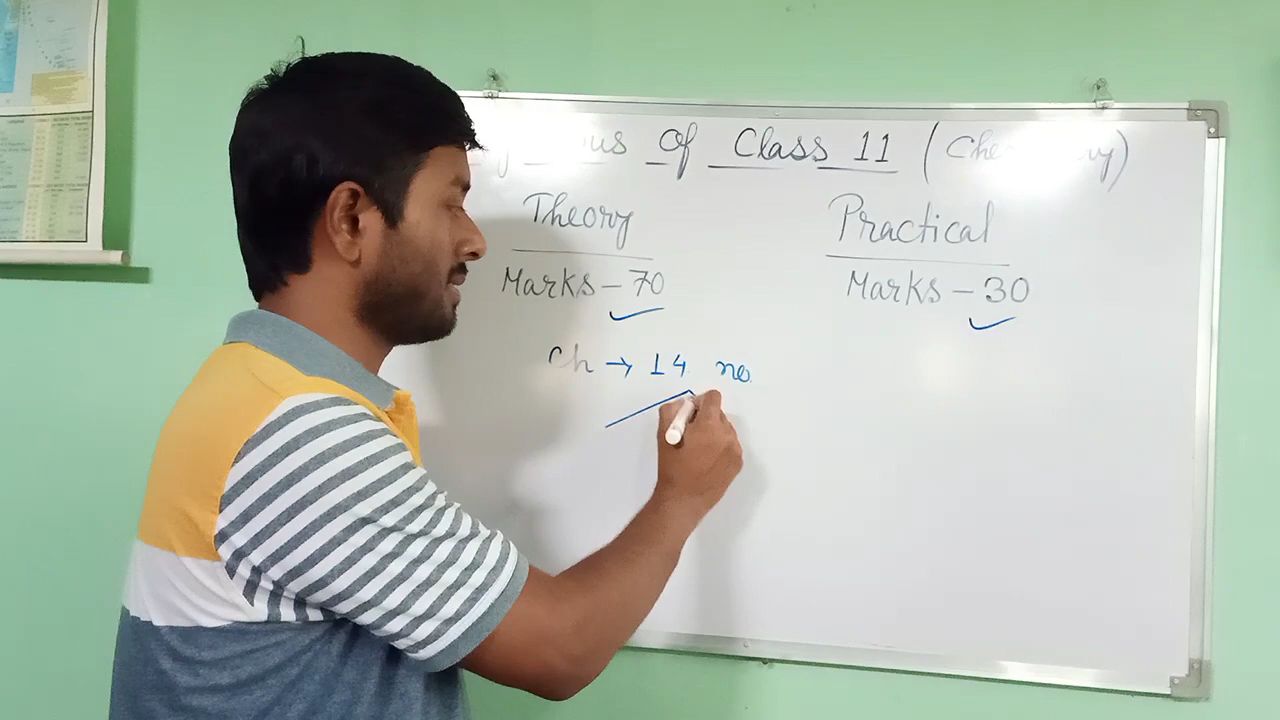 of Class 11 (
Theory Practical
Marks - 70 Marks - 30
Ch → 14 no.